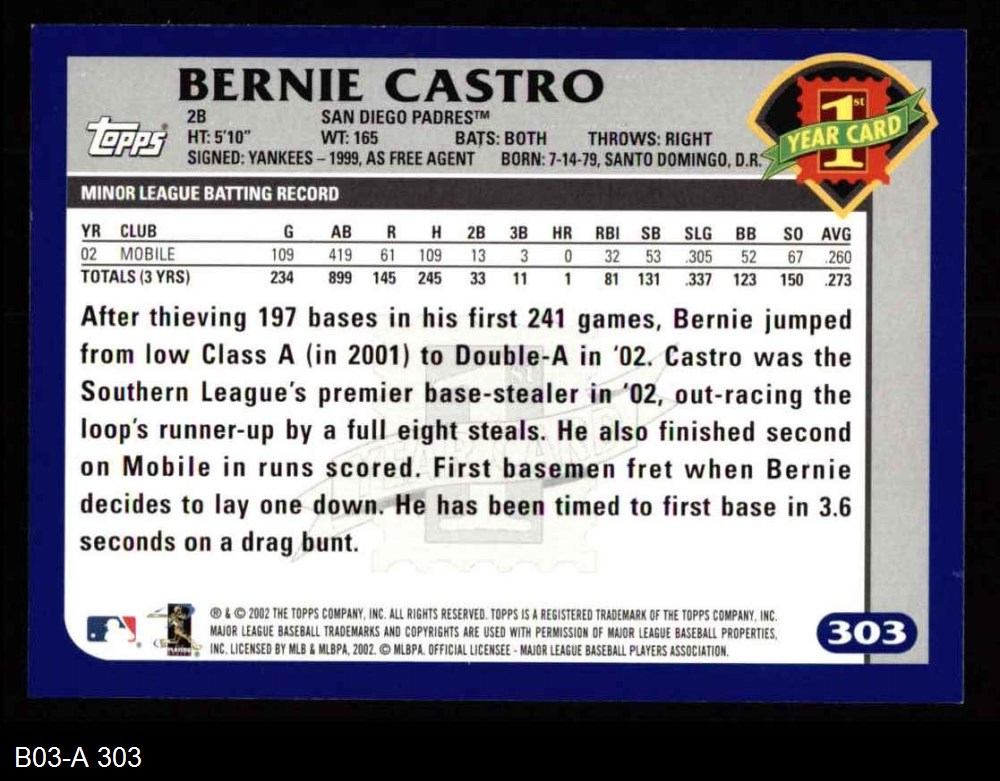 BERNIE CASTRO
topps
2B SAN DIEGO PADRES™
HT: 5'10" WT: 165 BATS: BOTH THROWS: RIGHT
SIGNED: YANKEES – 1999, AS FREE AGENT BORN: 7-14-79, SANTO DOMINGO, D.R.
1st
YEAR CARD
MINOR LEAGUE BATTING RECORD
YR CLUB G AB R H 2B 3B HR RBI SB SLG BB SO AVG
02 MOBILE 109 419 61 109 13 3 0 32 53 .305 52 67 .260
TOTALS (3 YRS) 234 899 145 245 33 11 1 81 131 .337 123 150 .273
After thieving 197 bases in his first 241 games, Bernie jumped
from low Class A (in 2001) to Double-A in '02. Castro was the
Southern League's premier base-stealer in '02, out-racing the
loop's runner-up by a full eight steals. He also finished second
on Mobile in runs scored. First basemen fret when Bernie
decides to lay one down. He has been timed to first base in 3.6
seconds on a drag bunt.
® & © 2002 THE TOPPS COMPANY, INC. ALL RIGHTS RESERVED. TOPPS IS A REGISTERED TRADEMARK OF THE TOPPS COMPANY, INC.
MAJOR LEAGUE BASEBALL TRADEMARKS AND COPYRIGHTS ARE USED WITH PERMISSION OF MAJOR LEAGUE BASEBALL PROPERTIES,
INC. LICENSED BY MLB & MLBPA, 2002. © MLBPA. OFFICIAL LICENSEE - MAJOR LEAGUE BASEBALL PLAYERS ASSOCIATION.
303
B03-A 303